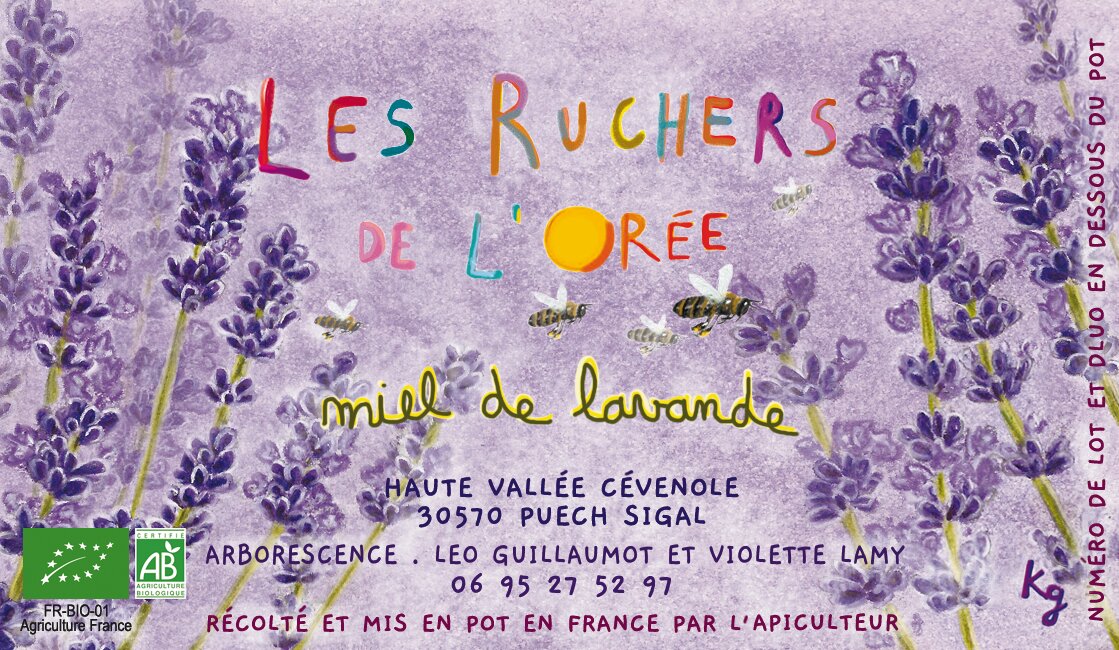 LES RUCHERS
DE L'ORÉE
miel de lavande
HAUTE VALLÉE CÉVENOLE
30570 PUECH SIGAL
ARBORESCENCE . LEO GUILLAUMOT ET VIOLETTE LAMY
06 95 27 52 97
RÉCOLTÉ ET MIS EN POT EN FRANCE PAR L'APICULTEUR
CERTIFIÉ
AB
AGRICULTURE
BIOLOGIQUE
FR-BIO-01
Agriculture France
Kg
NUMÉRO DE LOT ET DLUO EN DESSOUS DU POT